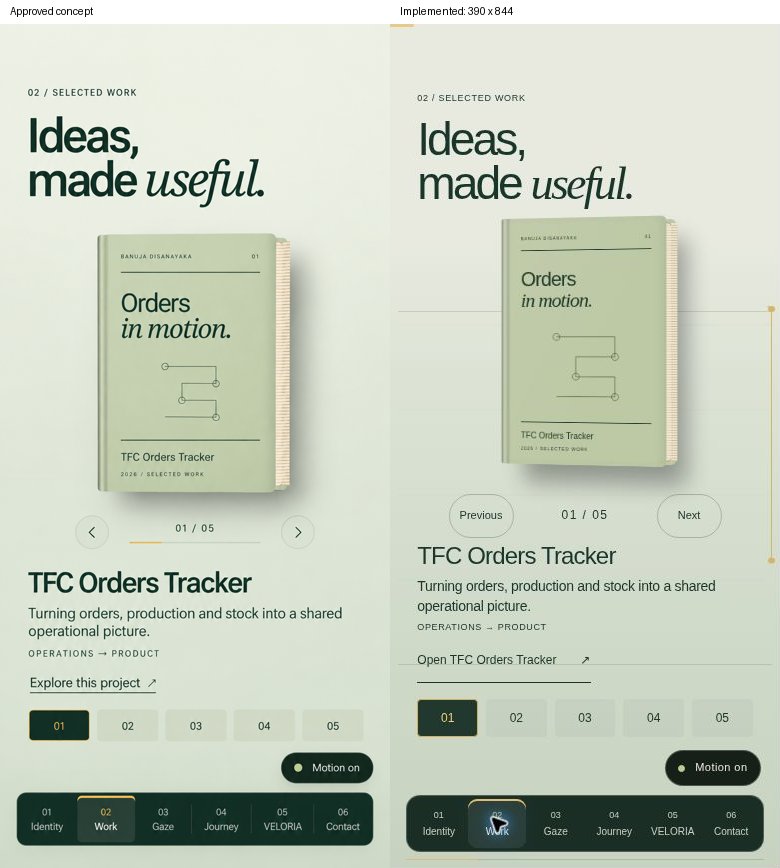 Approved concept
02 / SELECTED WORK
Ideas,
made useful.
BANUJA DISANAYAKA 01
Orders
in motion.
TFC Orders Tracker
2026 / SELECTED WORK
01 / 05
TFC Orders Tracker
Turning orders, production and stock into a shared
operational picture.
OPERATIONS → PRODUCT
Explore this project ↗
01 02 03 04 05
Motion on
01 02 03 04 05 06
Identity Work Gaze Journey VELORIA Contact
Implemented: 390 x 844
02 / SELECTED WORK
Ideas,
made useful.
BANUJA DISANAYAKA 01
Orders
in motion.
TFC Orders Tracker
2026 / SELECTED WORK
Previous 01 / 05 Next
TFC Orders Tracker
Turning orders, production and stock into a shared
operational picture.
OPERATIONS → PRODUCT
Open TFC Orders Tracker ↗
01 02 03 04 05
Motion on
01 02 03 04 05 06
Identity Work Gaze Journey VELORIA Contact